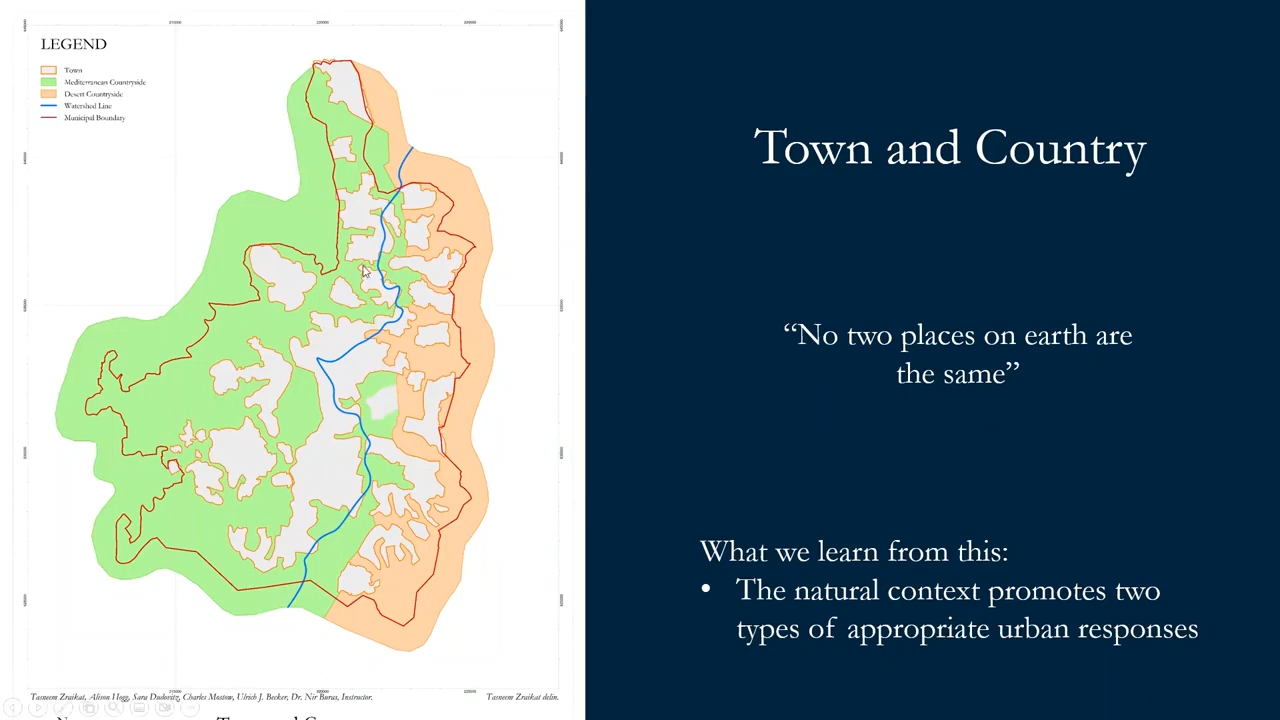 LEGEND
Town
Mediterranean Countryside
Desert Countryside
Watershed Line
Municipal Boundary
Town and Country
“No two places on earth are
the same”
What we learn from this:
• The natural context promotes two
types of appropriate urban responses
Tasneem Zraikat, Alison Hogg, Sara Dudovitz, Charles Mostow, Ulrich J. Becker, Dr. Nir Buras, Instructor.
Tasneem Zraikat delin.